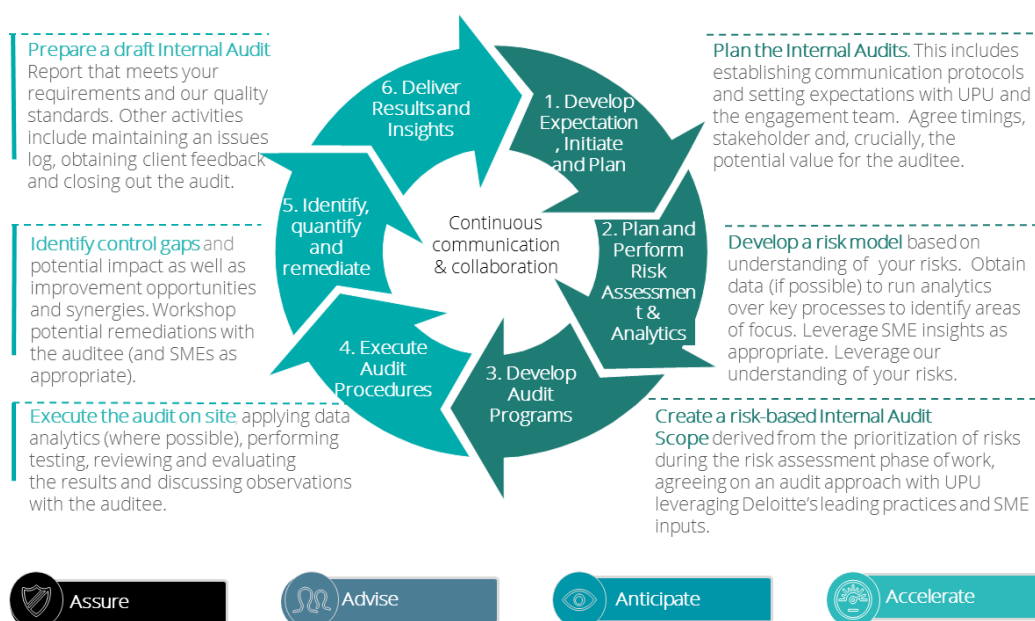 Prepare a draft Internal Audit
Report that meets your
requirements and our quality
standards. Other activities
include maintaining an issues
log, obtaining client feedback
and closing out the audit.
6. Deliver
Results and
Insights
1. Develop
Expectation
, Initiate
and Plan
Plan the Internal Audits. This includes
establishing communication protocols
and setting expectations with UPU and
the engagement team. Agree timings,
stakeholder and, crucially, the
potential value for the auditee.
Identify control gaps and
potential impact as well as
improvement opportunities
and synergies. Workshop
potential remediations with
the auditee (and SMEs as
appropriate).
5. Identify,
quantify
and
remediate
Continuous
communication
& collaboration
2. Plan and
Perform
Risk
Assessmen
t &
Analytics
Develop a risk model based on
understanding of your risks. Obtain
data (if possible) to run analytics
over key processes to identify areas
of focus. Leverage SME insights as
appropriate. Leverage our
understanding of your risks.
4. Execute
Audit
Procedures
3. Develop
Audit
Programs
Execute the audit on site applying data
analytics (where possible), performing
testing, reviewing and evaluating
the results and discussing observations
with the auditee.
Create a risk-based Internal Audit
Scope derived from the prioritization of risks
during the risk assessment phase of work,
agreeing on an audit approach with UPU
leveraging Deloitte's leading practices and SME
inputs.
Assure
Advise
Anticipate
Accelerate